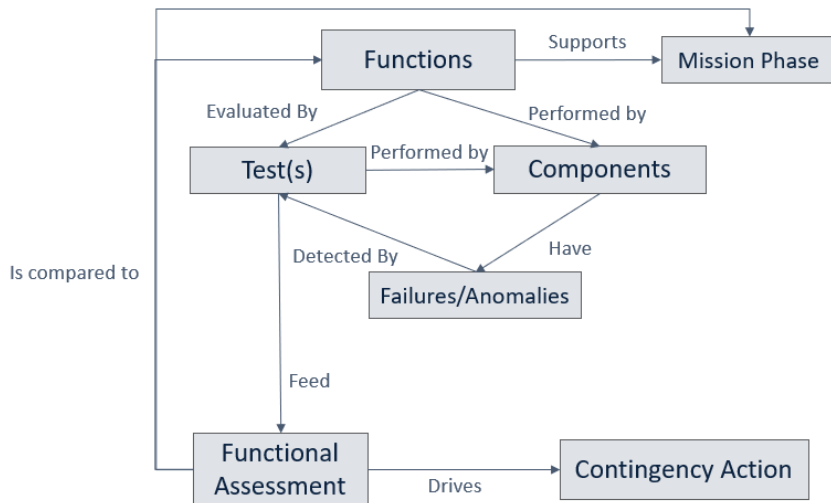 Supports
Functions
Mission Phase
Evaluated By
Performed by
Test(s)
Performed by
Components
Is compared to
Detected By
Have
Failures/Anomalies
Feed
Functional
Assessment
Drives
Contingency Action